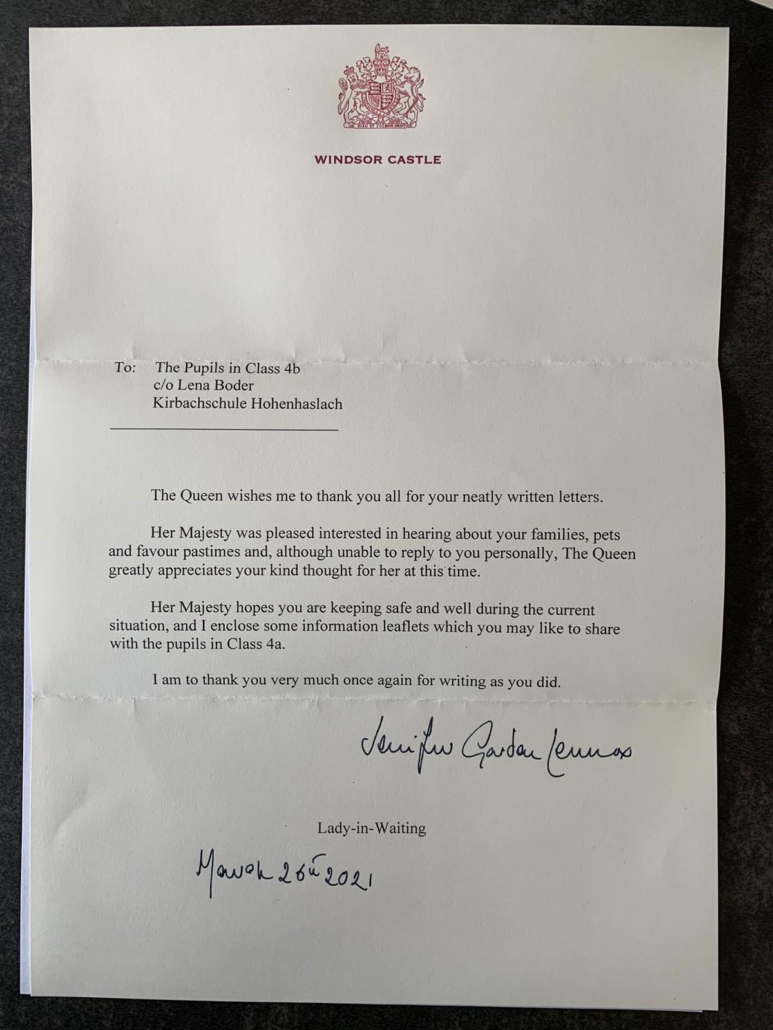 WINDSOR CASTLE
To: The Pupils in Class 4b
c/o Lena Boder
Kirbachschule Hohenhaslach
The Queen wishes me to thank you all for your neatly written letters.
Her Majesty was pleased interested in hearing about your families, pets
and favour pastimes and, although unable to reply to you personally, The Queen
greatly appreciates your kind thought for her at this time.
Her Majesty hopes you are keeping safe and well during the current
situation, and I enclose some information leaflets which you may like to share
with the pupils in Class 4a.
I am to thank you very much once again for writing as you did.
Jennifer Gordon Lennox
Lady-in-Waiting
March 26th 2021